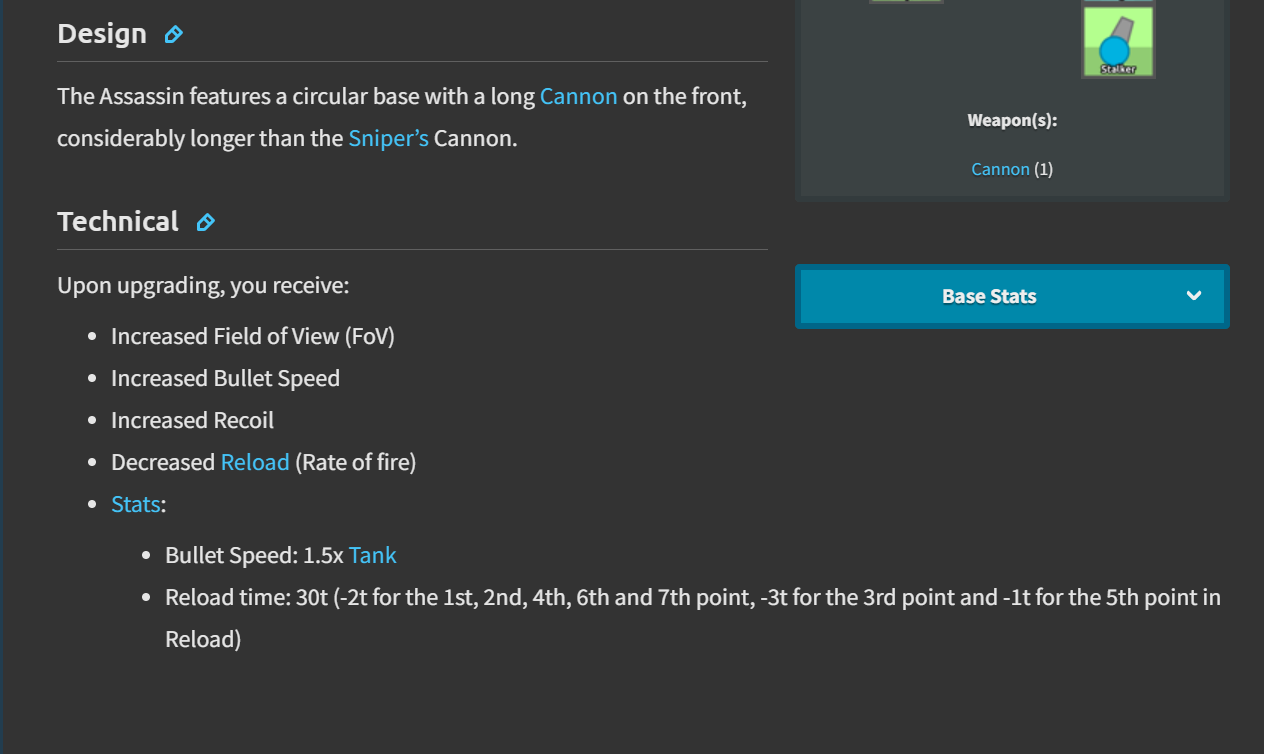 Design
The Assassin features a circular base with a long Cannon on the front,
considerably longer than the Sniper’s Cannon.
Technical
Upon upgrading, you receive:
Increased Field of View (FoV)
Increased Bullet Speed
Increased Recoil
Decreased Reload (Rate of fire)
Stats:
Bullet Speed: 1.5x Tank
Reload time: 30t (-2t for the 1st, 2nd, 4th, 6th and 7th point, -3t for the 3rd point and -1t for the 5th point in
Reload)
Stalker
Weapon(s):
Cannon (1)
Base Stats